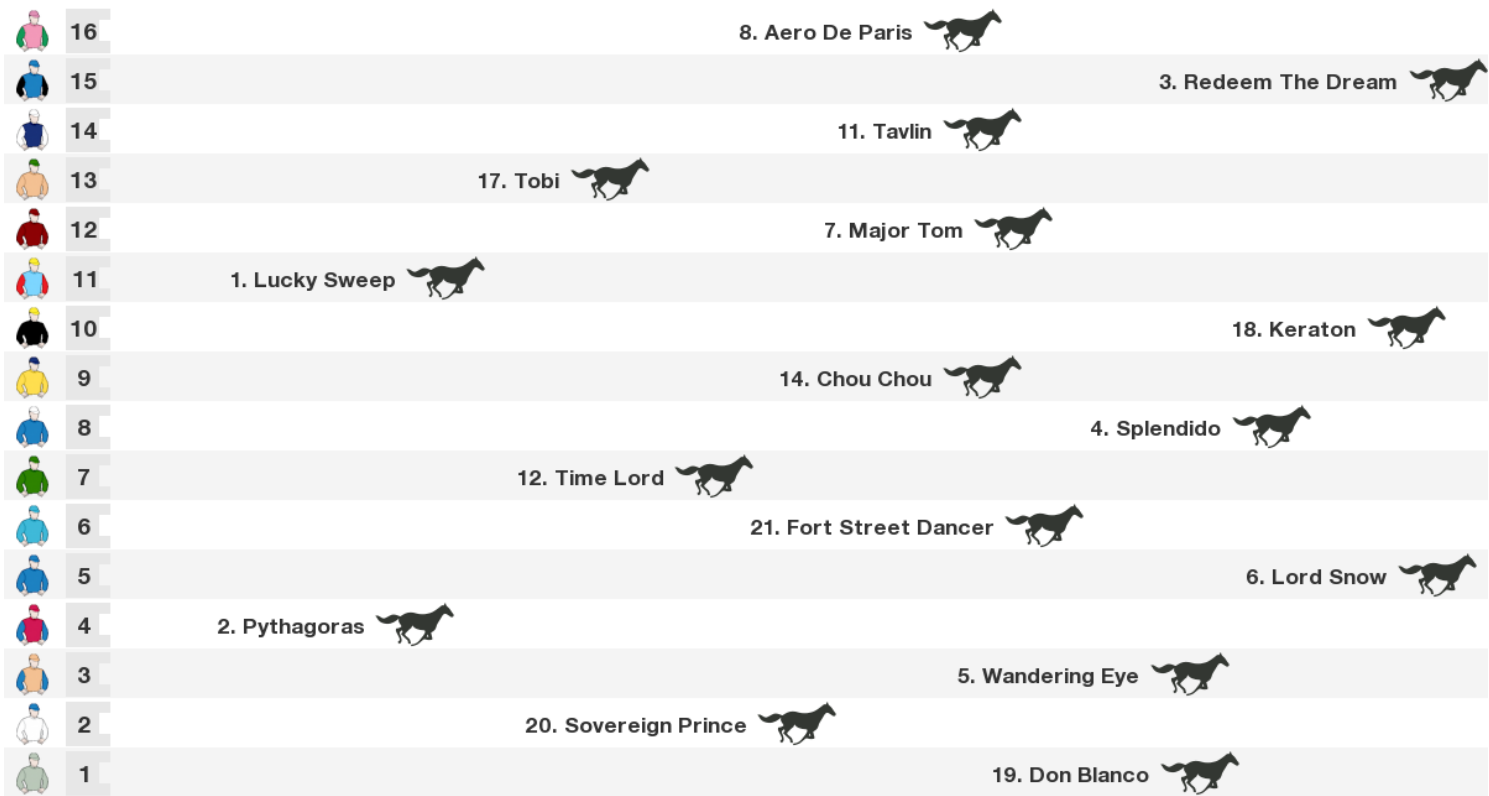 16 8. Aero De Paris
15 3. Redeem The Dream
14 11. Tavlin
13 17. Tobi
12 7. Major Tom
11 1. Lucky Sweep
10 18. Keraton
9 14. Chou Chou
8 4. Splendido
7 12. Time Lord
6 21. Fort Street Dancer
5 6. Lord Snow
4 2. Pythagoras
3 5. Wandering Eye
2 20. Sovereign Prince
1 19. Don Blanco